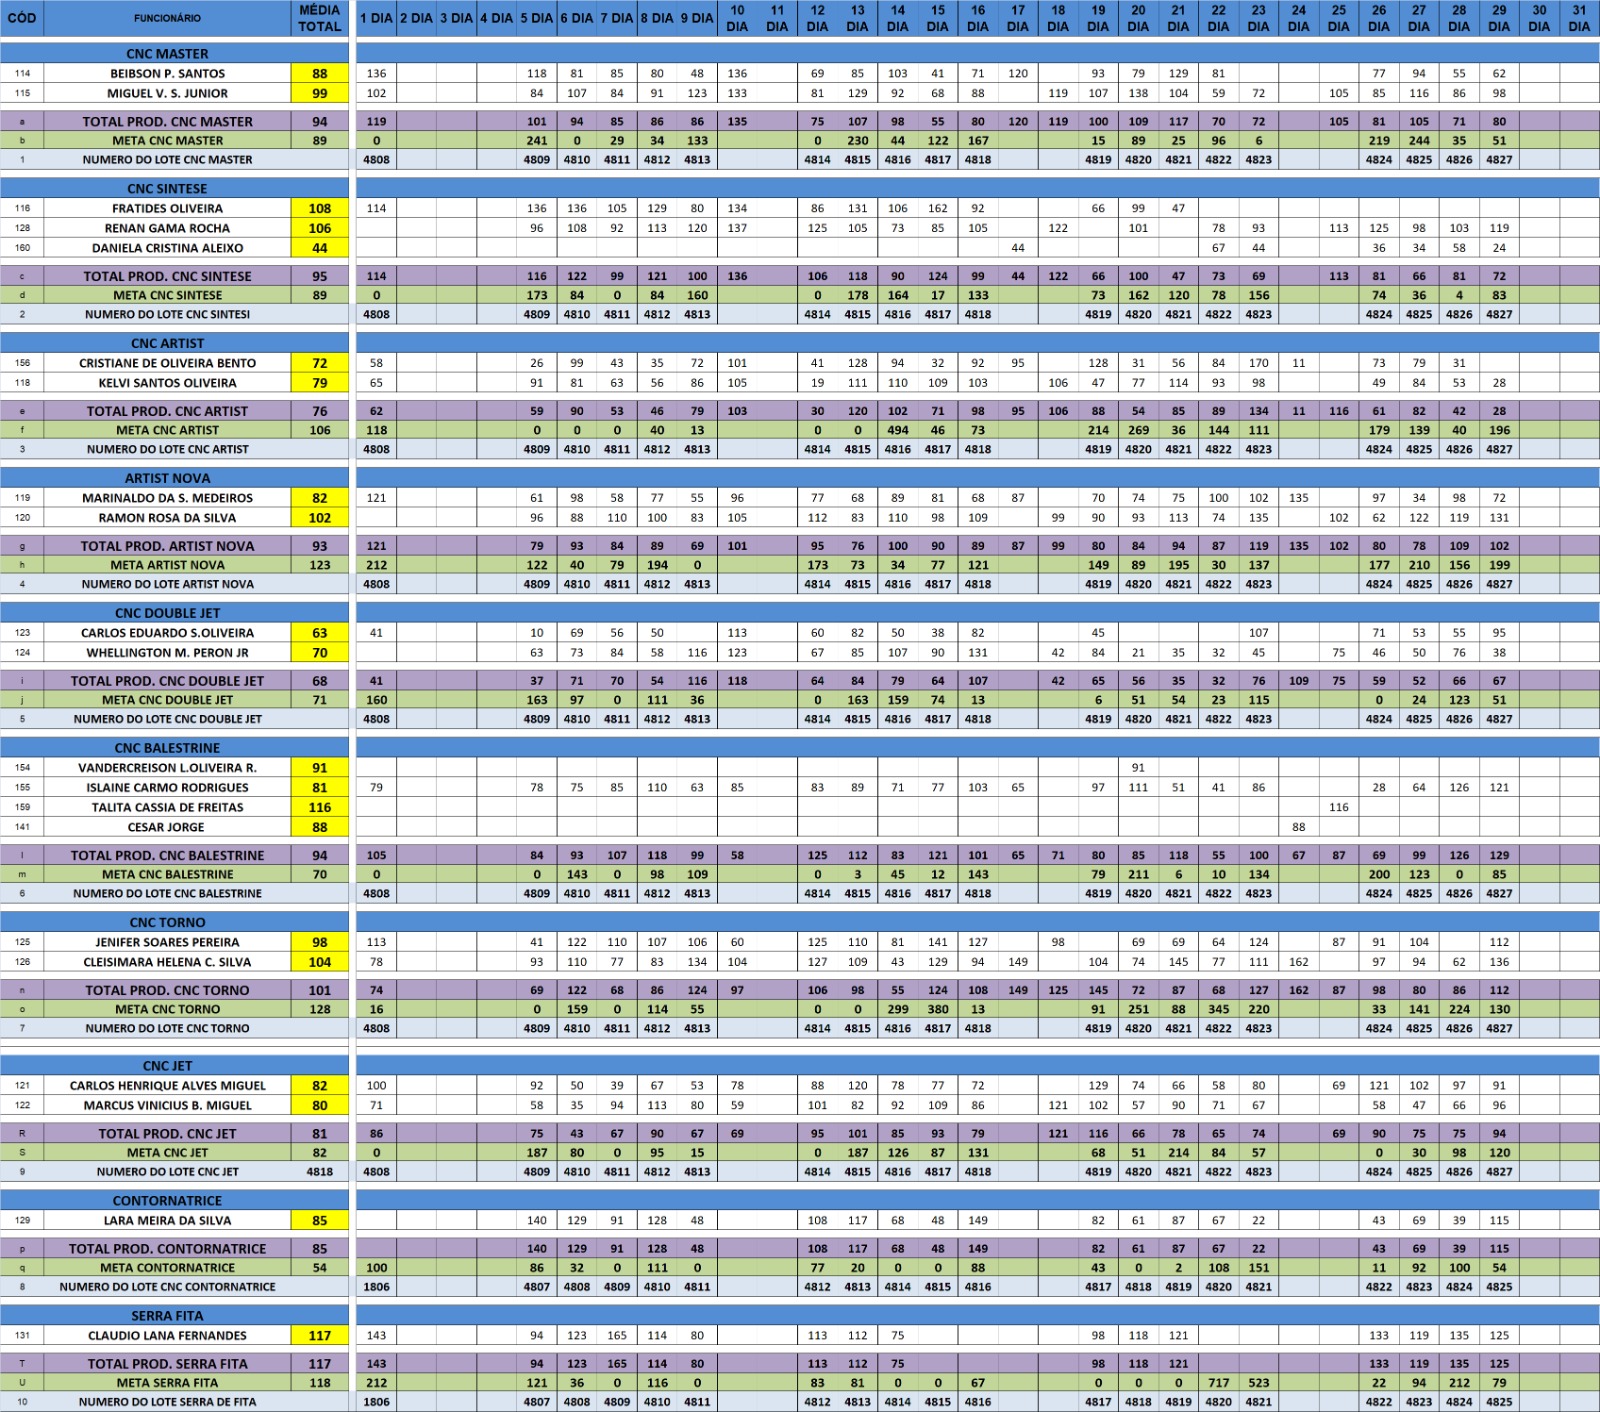 CÓD FUNCIONÁRIO MÉDIA TOTAL 1 DIA 2 DIA 3 DIA 4 DIA 5 DIA 6 DIA 7 DIA 8 DIA 9 DIA 10 DIA 11 DIA 12 DIA 13 DIA 14 DIA 15 DIA 16 DIA 17 DIA 18 DIA 19 DIA 20 DIA 21 DIA 22 DIA 23 DIA 24 DIA 25 DIA 26 DIA 27 DIA 28 DIA 29 DIA 30 DIA 31 DIA
CNC MASTER
114 BEIBSON P. SANTOS 88 136 118 81 85 80 48 136 69 85 103 41 71 120 93 79 129 81 77 94 55 62
115 MIGUEL V. S. JUNIOR 99 102 84 107 84 91 123 133 81 129 92 68 88 119 107 138 104 59 72 105 85 116 86 98
a TOTAL PROD. CNC MASTER 94 119 101 94 85 86 86 135 75 107 98 55 80 120 119 100 109 117 70 72 105 81 105 71 80
b META CNC MASTER 89 0 241 0 29 34 133 0 230 44 122 167 15 89 25 96 6 219 244 35 51
1 NUMERO DO LOTE CNC MASTER 4808 4809 4810 4811 4812 4813 4814 4815 4816 4817 4818 4819 4820 4821 4822 4823 4824 4825 4826 4827
CNC SINTESE
116 FRATIDES OLIVEIRA 108 114 136 136 105 129 80 134 86 131 106 162 92 66 99 47
128 RENAN GAMA ROCHA 106 96 108 92 113 120 137 125 105 73 85 105 122 101 78 93 113 125 98 103 119
160 DANIELA CRISTINA ALEIXO 44 44 67 44 36 34 58 24
c TOTAL PROD. CNC SINTESE 95 114 116 122 99 121 100 136 106 118 90 124 99 44 122 66 100 47 73 69 113 81 66 81 72
d META CNC SINTESE 89 0 173 84 0 84 160 0 178 164 17 133 73 162 120 78 156 74 36 4 83
2 NUMERO DO LOTE CNC SINTESI 4808 4809 4810 4811 4812 4813 4814 4815 4816 4817 4818 4819 4820 4821 4822 4823 4824 4825 4826 4827
CNC ARTIST
156 CRISTIANE DE OLIVEIRA BENTO 72 58 26 99 43 35 72 101 41 128 94 32 92 95 128 31 56 84 170 11 73 79 31
118 KELVI SANTOS OLIVEIRA 79 65 91 81 63 56 86 105 19 111 110 109 103 106 47 77 114 93 98 49 84 53 28
e TOTAL PROD. CNC ARTIST 76 62 59 90 53 46 79 103 30 120 102 71 98 95 106 88 54 85 89 134 11 116 61 82 42 28
f META CNC ARTIST 106 118 0 0 0 40 13 0 0 494 46 73 214 269 36 144 111 179 139 40 196
3 NUMERO DO LOTE CNC ARTIST 4808 4809 4810 4811 4812 4813 4814 4815 4816 4817 4818 4819 4820 4821 4822 4823 4824 4825 4826 4827
ARTIST NOVA
119 MARINALDO DA S. MEDEIROS 82 121 61 98 58 77 55 96 77 68 89 81 68 87 70 74 75 100 102 135 97 34 98 72
120 RAMON ROSA DA SILVA 102 96 88 110 100 83 105 112 83 110 98 109 99 90 93 113 74 135 102 62 122 119 131
g TOTAL PROD. ARTIST NOVA 93 121 79 93 84 89 69 101 95 76 100 90 89 87 99 80 84 94 87 119 135 102 80 78 109 102
h META ARTIST NOVA 123 212 122 40 79 194 0 173 73 34 77 121 149 89 195 30 137 177 210 156 199
4 NUMERO DO LOTE ARTIST NOVA 4808 4809 4810 4811 4812 4813 4814 4815 4816 4817 4818 4819 4820 4821 4822 4823 4824 4825 4826 4827
CNC DOUBLE JET
123 CARLOS EDUARDO S.OLIVEIRA 63 41 10 69 56 50 113 60 82 50 38 82 45 107 71 53 55 95
124 WHELLINGTON M. PERON JR 70 63 73 84 58 116 123 67 85 107 90 131 42 84 21 35 32 45 75 46 50 76 38
i TOTAL PROD. CNC DOUBLE JET 68 41 37 71 70 54 116 118 64 84 79 64 107 42 65 56 35 32 76 109 75 59 52 66 67
j META CNC DOUBLE JET 71 160 163 97 0 111 36 0 163 159 74 13 6 51 54 23 115 0 24 123 51
5 NUMERO DO LOTE CNC DOUBLE JET 4808 4809 4810 4811 4812 4813 4814 4815 4816 4817 4818 4819 4820 4821 4822 4823 4824 4825 4826 4827
CNC BALESTRINE
154 VANDERCREISON L.OLIVEIRA R. 91 91
155 ISLAINE CARMO RODRIGUES 81 79 78 75 85 110 63 85 83 89 71 77 103 65 97 111 51 41 86 28 64 126 121
159 TALITA CASSIA DE FREITAS 116 116
141 CESAR JORGE 88 88
l TOTAL PROD. CNC BALESTRINE 94 105 84 93 107 118 99 58 125 112 83 121 101 65 71 80 85 118 55 100 67 87 69 99 126 129
m META CNC BALESTRINE 70 0 0 143 0 98 109 0 3 45 12 143 79 211 6 10 134 200 123 0 85
6 NUMERO DO LOTE CNC BALESTRINE 4808 4809 4810 4811 4812 4813 4814 4815 4816 4817 4818 4819 4820 4821 4822 4823 4824 4825 4826 4827
CNC TORNO
125 JENIFER SOARES PEREIRA 98 113 41 122 110 107 106 60 125 110 81 141 127 98 69 69 64 124 87 91 104 112
126 CLEISIMARA HELENA C. SILVA 104 78 93 110 77 83 134 104 127 109 43 129 94 149 104 74 145 77 111 162 97 94 62 136
n TOTAL PROD. CNC TORNO 101 74 69 122 68 86 124 97 106 98 55 124 108 149 125 145 72 87 68 127 162 87 98 80 86 112
o META CNC TORNO 128 16 0 159 0 114 55 0 0 299 380 13 91 251 88 345 220 33 141 224 130
7 NUMERO DO LOTE CNC TORNO 4808 4809 4810 4811 4812 4813 4814 4815 4816 4817 4818 4819 4820 4821 4822 4823 4824 4825 4826 4827
CNC JET
121 CARLOS HENRIQUE ALVES MIGUEL 82 100 92 50 39 67 53 78 88 120 78 77 72 129 74 66 58 80 69 121 102 97 91
122 MARCUS VINICIUS B. MIGUEL 80 71 58 35 94 113 80 59 101 82 92 109 86 121 102 57 90 71 67 58 47 66 96
R TOTAL PROD. CNC JET 81 86 75 43 67 90 67 69 95 101 85 93 79 121 116 66 78 65 74 69 90 75 75 94
S META CNC JET 82 0 187 80 0 95 15 0 187 126 87 131 68 51 214 84 57 0 30 98 120
9 NUMERO DO LOTE CNC JET 4818 4808 4809 4810 4811 4812 4813 4814 4815 4816 4817 4818 4819 4820 4821 4822 4823 4824 4825 4826 4827
CONTORNATRICE
129 LARA MEIRA DA SILVA 85 140 129 91 128 48 108 117 68 48 149 82 61 87 67 22 43 69 39 115
p TOTAL PROD. CONTORNATRICE 85 140 129 91 128 48 108 117 68 48 149 82 61 87 67 22 43 69 39 115
q META CONTORNATRICE 54 100 86 32 0 111 0 77 20 0 0 88 43 0 2 108 151 11 92 100 54
8 NUMERO DO LOTE CNC CONTORNATRICE 1806 4807 4808 4809 4810 4811 4812 4813 4814 4815 4816 4817 4818 4819 4820 4821 4822 4823 4824 4825
SERRA FITA
131 CLAUDIO LANA FERNANDES 117 143 94 123 165 114 80 113 112 75 98 118 121 133 119 135 125
T TOTAL PROD. SERRA FITA 117 143 94 123 165 114 80 113 112 75 98 118 121 133 119 135 125
U META SERRA FITA 118 212 121 36 0 116 0 83 81 0 0 67 0 0 0 717 523 22 94 212 79
10 NUMERO DO LOTE SERRA DE FITA 1806 4807 4808 4809 4810 4811 4812 4813 4814 4815 4816 4817 4818 4819 4820 4821 4822 4823 4824 4825